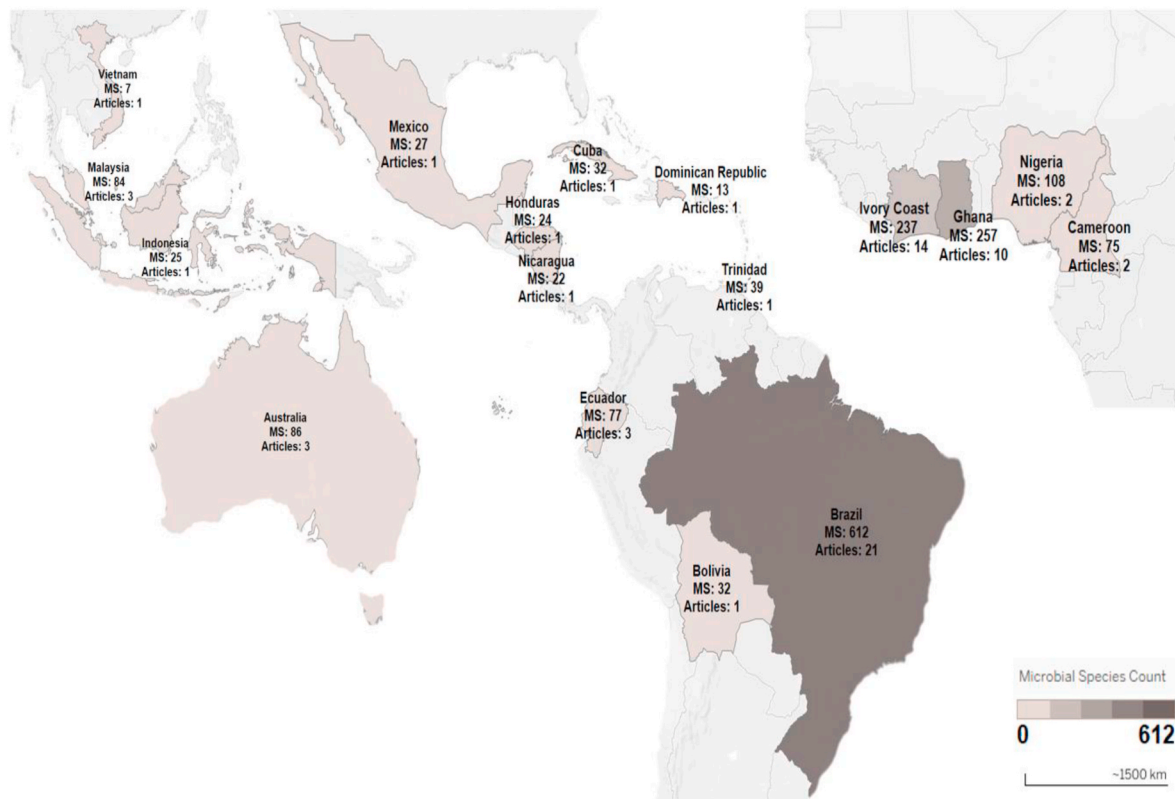 Vietnam
MS: 7
Articles: 1
Malaysia
MS: 84
Articles: 3
Indonesia
MS: 25
Articles: 1
Australia
MS: 86
Articles: 3
Mexico
MS: 27
Articles: 1
Cuba
MS: 32
Articles: 1
Dominican Republic
MS: 13
Articles: 1
Honduras
MS: 24
Articles: 1
Nicaragua
MS: 22
Articles: 1
Trinidad
MS: 39
Articles: 1
Ecuador
MS: 77
Articles: 3
Brazil
MS: 612
Articles: 21
Bolivia
MS: 32
Articles: 1
Ivory Coast
MS: 237
Articles: 14
Ghana
MS: 257
Articles: 10
Nigeria
MS: 108
Articles: 2
Cameroon
MS: 75
Articles: 2
Microbial Species Count
0 612
~1500 km